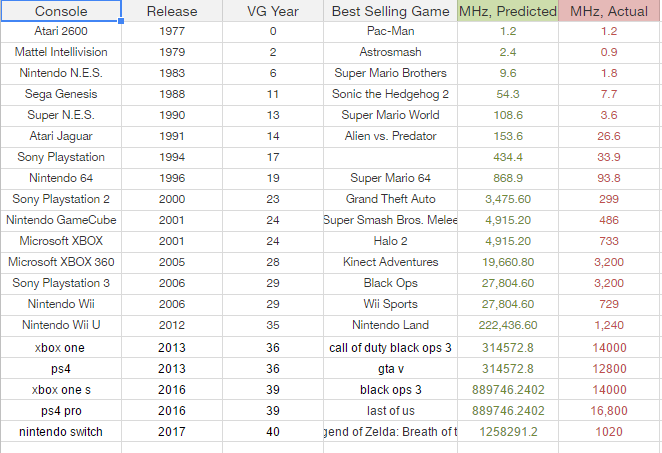 Console Release VG Year Best Selling Game MHz, Predicted MHz, Actual
Atari 2600 1977 0 Pac-Man 1.2 1.2
Mattel Intellivision 1979 2 Astrosmash 2.4 0.9
Nintendo N.E.S. 1983 6 Super Mario Brothers 9.6 1.8
Sega Genesis 1988 11 Sonic the Hedgehog 2 54.3 7.7
Super N.E.S. 1990 13 Super Mario World 108.6 3.6
Atari Jaguar 1991 14 Alien vs. Predator 153.6 26.6
Sony Playstation 1994 17 434.4 33.9
Nintendo 64 1996 19 Super Mario 64 868.9 93.8
Sony Playstation 2 2000 23 Grand Theft Auto 3,475.60 299
Nintendo GameCube 2001 24 Super Smash Bros. Melee 4,915.20 486
Microsoft XBOX 2001 24 Halo 2 4,915.20 733
Microsoft XBOX 360 2005 28 Kinect Adventures 19,660.80 3,200
Sony Playstation 3 2006 29 Black Ops 27,804.60 3,200
Nintendo Wii 2006 29 Wii Sports 27,804.60 729
Nintendo Wii U 2012 35 Nintendo Land 222,436.60 1,240
xbox one 2013 36 call of duty black ops 3 314572.8 14000
ps4 2013 36 gta v 314572.8 12800
xbox one s 2016 39 black ops 3 889746.2402 14000
ps4 pro 2016 39 last of us 889746.2402 16,800
nintendo switch 2017 40 gend of Zelda: Breath of t 1258291.2 1020